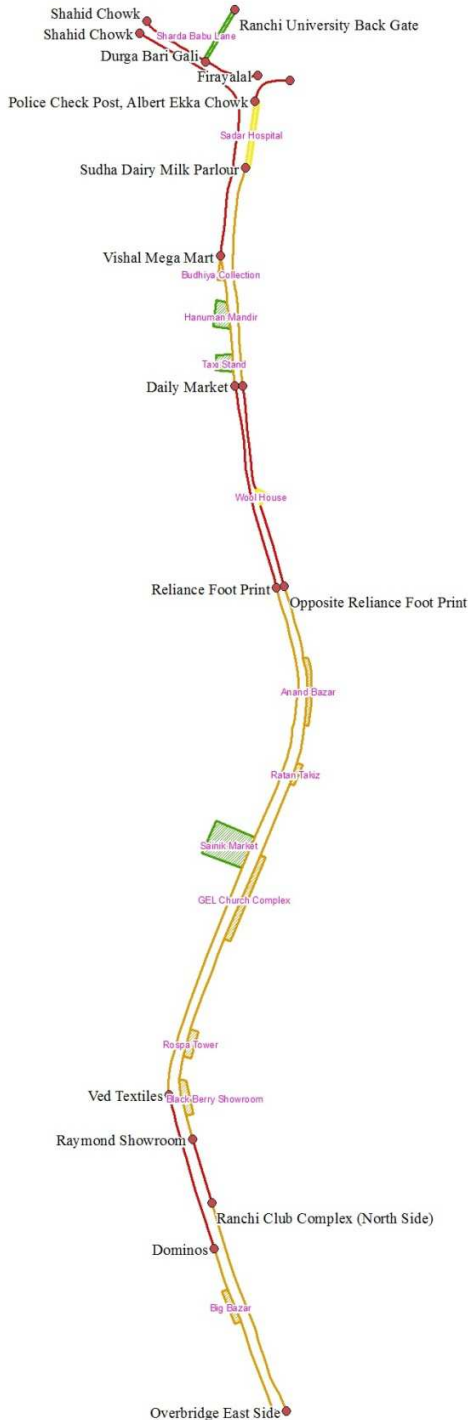 Shahid Chowk
Ranchi University Back Gate
Shahid Chowk
Sharda Babu Lane
Durga Bari Gali
Firayalal
Police Check Post, Albert Ekka Chowk
Sadar Hospital
Sudha Dairy Milk Parlour
Vishal Mega Mart
Budhiya Collection
Hanuman Mandir
Taxi Stand
Daily Market
Wool House
Reliance Foot Print
Opposite Reliance Foot Print
Anand Bazar
Ratan Takiz
Sainik Market
GEL Church Complex
Rospa Tower
Ved Textiles
Black Berry Showroom
Raymond Showroom
Ranchi Club Complex (North Side)
Dominos
Big Bazar
Overbridge East Side